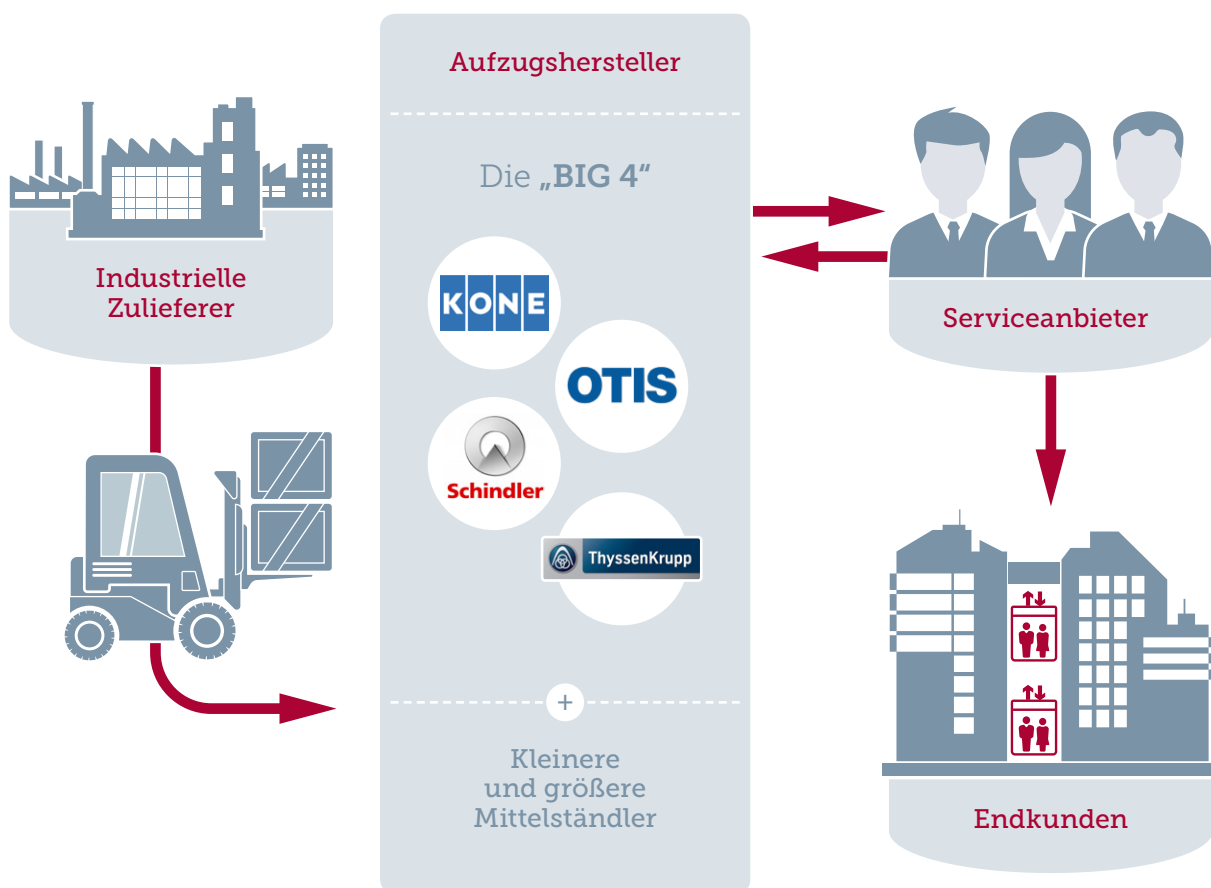 Aufzugshersteller
Die „BIG 4“
KONE
OTIS
Schindler
ThyssenKrupp
+
Kleinere
und größere
Mittelständler
Industrielle
Zulieferer
Serviceanbieter
Endkunden